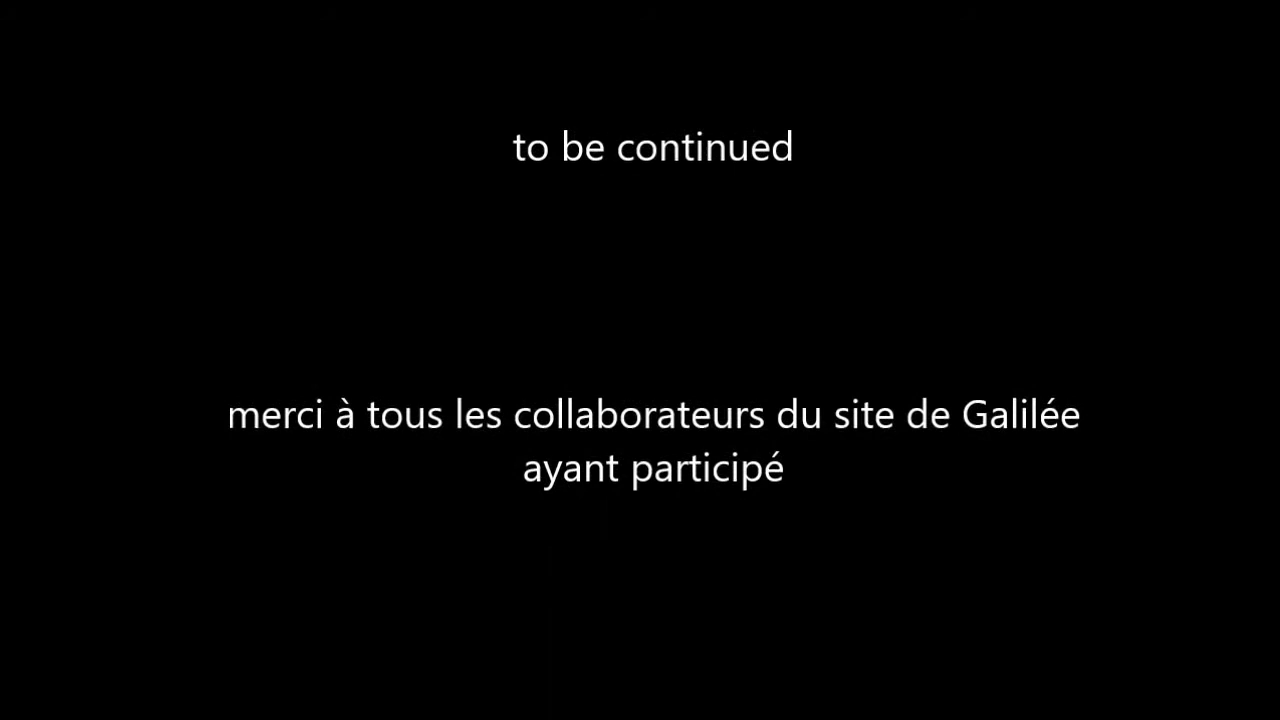 to be continued
merci à tous les collaborateurs du site de Galilée
ayant participé